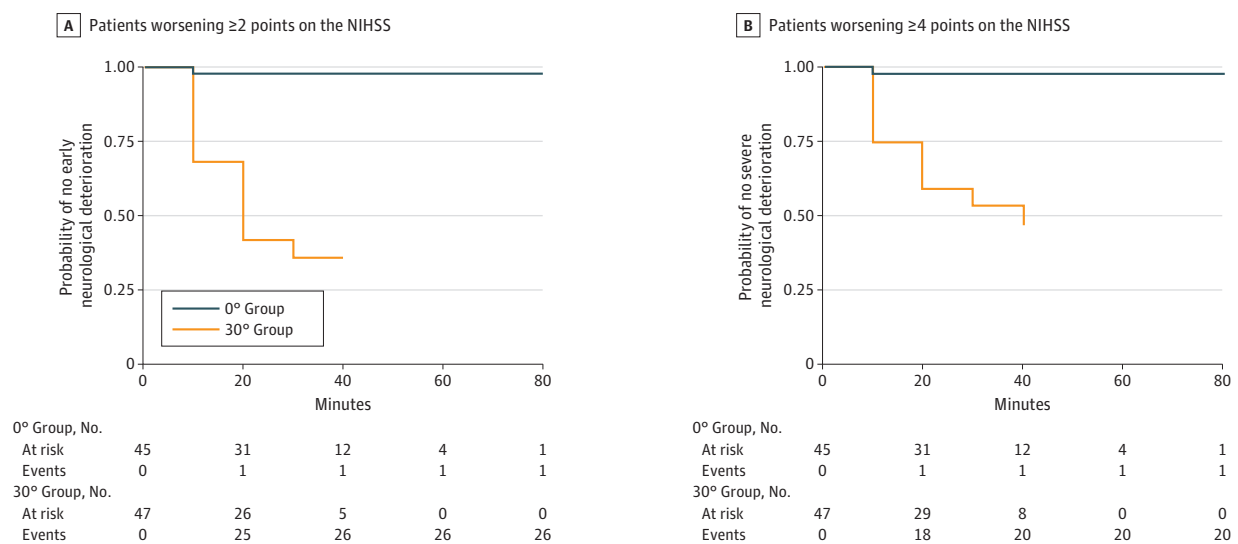 A Patients worsening ≥2 points on the NIHSS
1.00
0.75
0.50
0.25
0
Probability of no early
neurological deterioration
0° Group
30° Group
0 20 40 60 80
Minutes
0° Group, No.
At risk 45 31 12 4 1
Events 0 1 1 1 1
30° Group, No.
At risk 47 26 5 0 0
Events 0 25 26 26 26
B Patients worsening ≥4 points on the NIHSS
1.00
0.75
0.50
0.25
0
Probability of no severe
neurological deterioration
0 20 40 60 80
Minutes
0° Group, No.
At risk 45 31 12 4 1
Events 0 1 1 1 1
30° Group, No.
At risk 47 29 8 0 0
Events 0 18 20 20 20